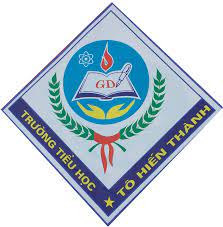 GD
TRƯỜNG TIỂU HỌC
TÔ HIẾN THÀNH